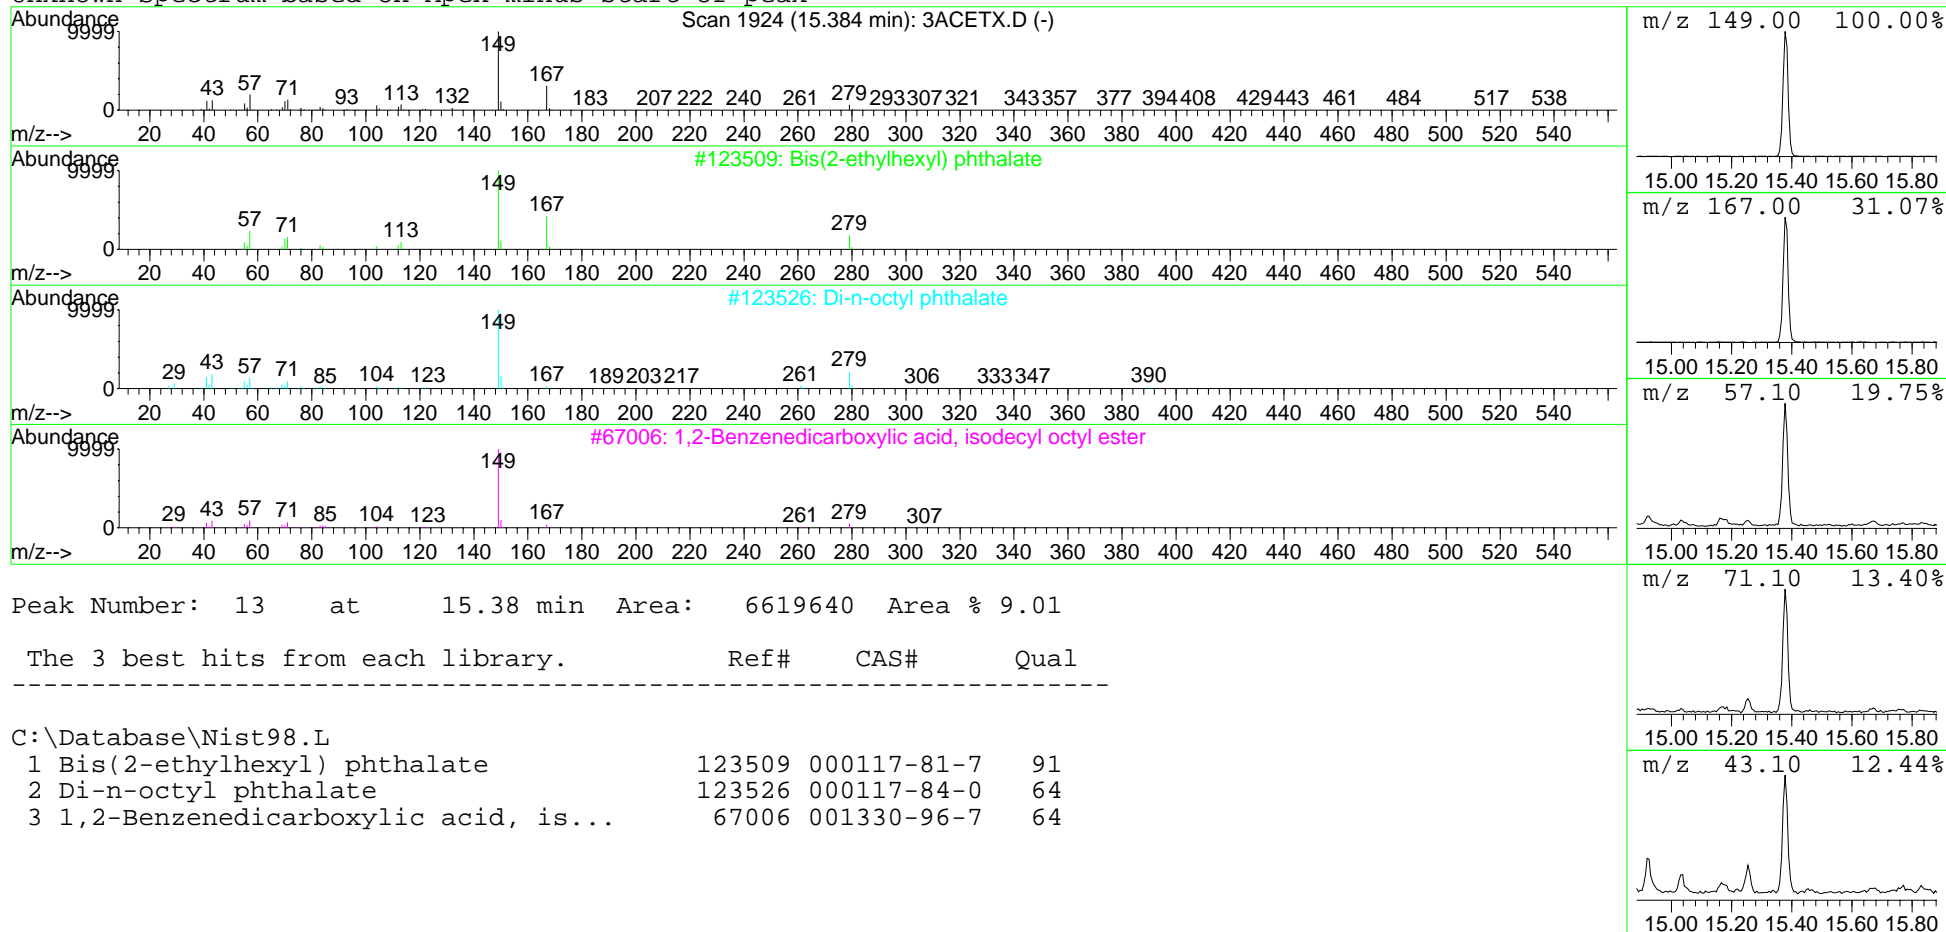 Unknown Spectrum based on Apex minus start of peak
Abundance
Scan 1924 (15.384 min): 3ACETX.D (-)
9999
149
43 57 71 93 113 132 167 183 207 222 240 261 279 293 307 321 343 357 377 394 408 429 443 461 484 517 538
0
m/z--> 20 40 60 80 100 120 140 160 180 200 220 240 260 280 300 320 340 360 380 400 420 440 460 480 500 520 540
Abundance
#123509: Bis(2-ethylhexyl) phthalate
9999
149
57 71 113 167 279
0
m/z--> 20 40 60 80 100 120 140 160 180 200 220 240 260 280 300 320 340 360 380 400 420 440 460 480 500 520 540
Abundance
#123526: Di-n-octyl phthalate
9999
149
29 43 57 71 85 104 123 167 189 203 217 261 279 306 333 347 390
0
m/z--> 20 40 60 80 100 120 140 160 180 200 220 240 260 280 300 320 340 360 380 400 420 440 460 480 500 520 540
Abundance
#67006: 1,2-Benzenedicarboxylic acid, isodecyl octyl ester
9999
149
29 43 57 71 85 104 123 167 261 279 307
0
m/z--> 20 40 60 80 100 120 140 160 180 200 220 240 260 280 300 320 340 360 380 400 420 440 460 480 500 520 540
m/z 149.00 100.00%
15.00 15.20 15.40 15.60 15.80
m/z 167.00 31.07%
15.00 15.20 15.40 15.60 15.80
m/z 57.10 19.75%
15.00 15.20 15.40 15.60 15.80
m/z 71.10 13.40%
15.00 15.20 15.40 15.60 15.80
m/z 43.10 12.44%
15.00 15.20 15.40 15.60 15.80
Peak Number: 13 at 15.38 min Area: 6619640 Area % 9.01
The 3 best hits from each library. Ref# CAS# Qual
C:\Database\Nist98.L
1 Bis(2-ethylhexyl) phthalate 123509 000117-81-7 91
2 Di-n-octyl phthalate 123526 000117-84-0 64
3 1,2-Benzenedicarboxylic acid, is... 67006 001330-96-7 64